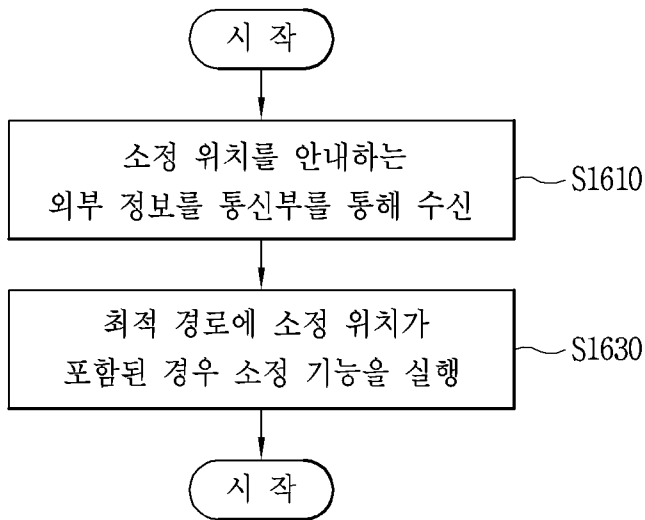 시 작
소정 위치를 안내하는
외부 정보를 통신부를 통해 수신
S1610
최적 경로에 소정 위치가
포함된 경우 소정 기능을 실행
S1630
시 작